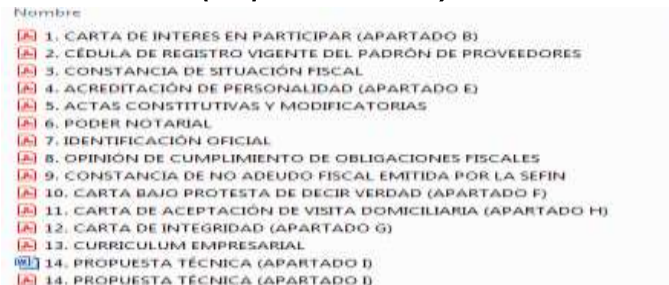 Nombre
1. CARTA DE INTERES EN PARTICIPAR (APARTADO B)
2. CÉDULA DE REGISTRO VIGENTE DEL PADRÓN DE PROVEEDORES
3. CONSTANCIA DE SITUACIÓN FISCAL
4. ACREDITACIÓN DE PERSONALIDAD (APARTADO E)
5. ACTAS CONSTITUTIVAS Y MODIFICATORIAS
6. PODER NOTARIAL
7. IDENTIFICACIÓN OFICIAL
8. OPINIÓN DE CUMPLIMIENTO DE OBLIGACIONES FISCALES
9. CONSTANCIA DE NO ADEUDO FISCAL EMITIDA POR LA SEFIN
10. CARTA BAJO PROTESTA DE DECIR VERDAD (APARTADO F)
11. CARTA DE ACEPTACIÓN DE VISITA DOMICILIARIA (APARTADO H)
12. CARTA DE INTEGRIDAD (APARTADO G)
13. CURRICULUM EMPRESARIAL
14. PROPUESTA TÉCNICA (APARTADO I)
14. PROPUESTA TÉCNICA (APARTADO I)